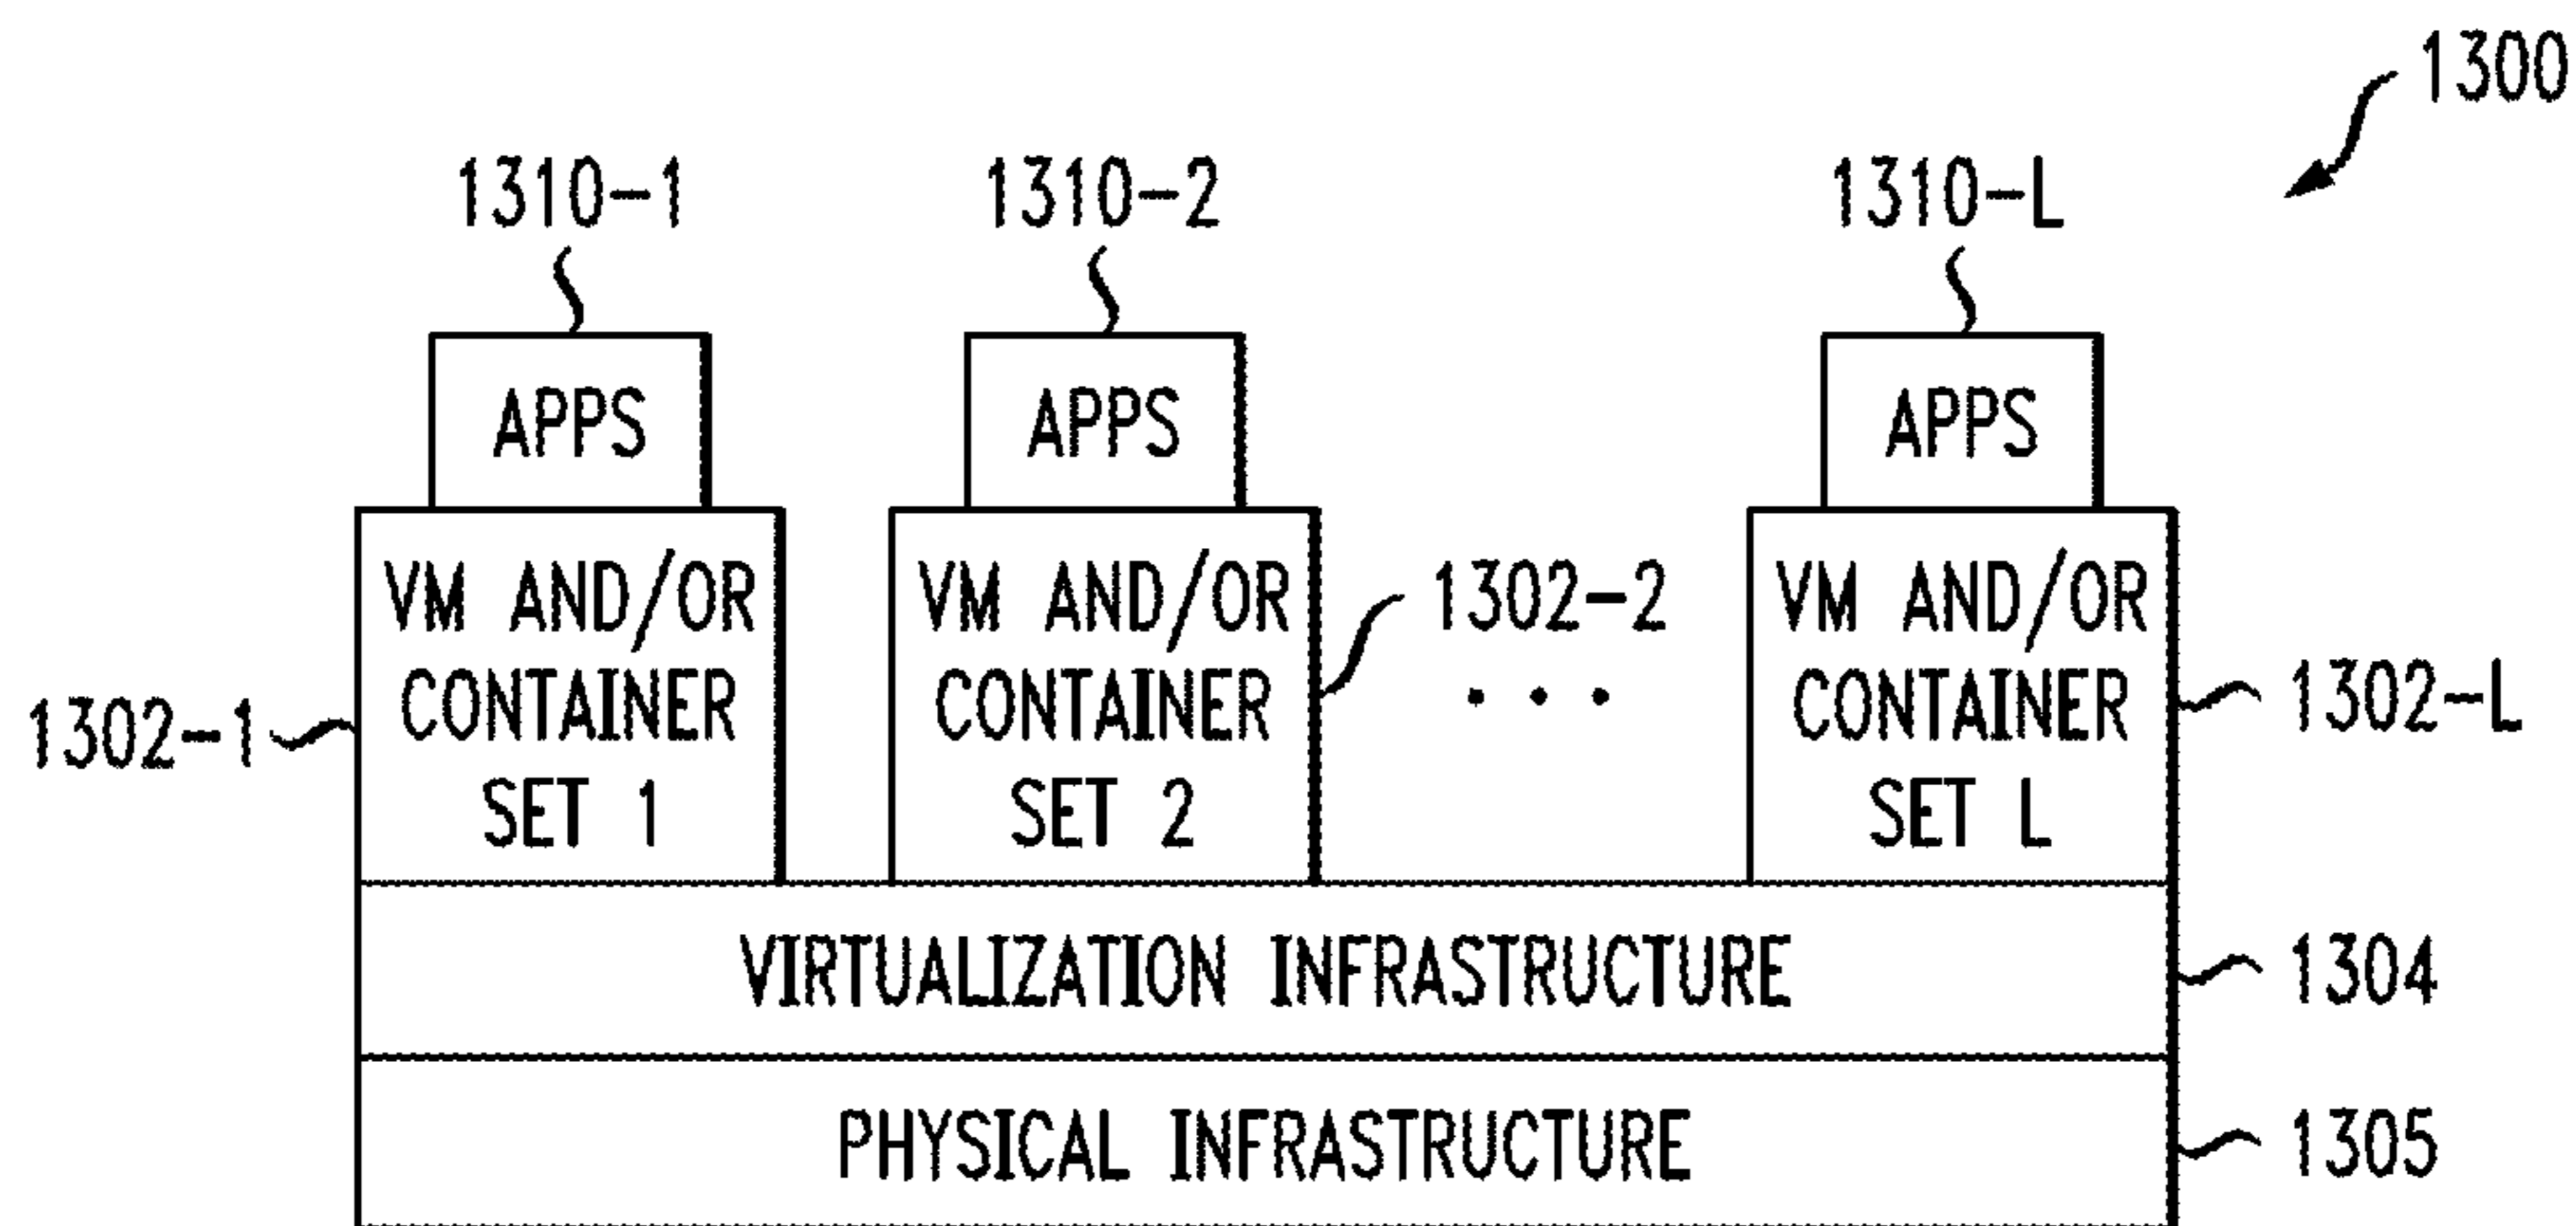 1300
1310-1
1310-2
1310-L
APPS
APPS
APPS
VM AND/OR
CONTAINER
SET 1
VM AND/OR
CONTAINER
SET 2
VM AND/OR
CONTAINER
SET L
1302-1
1302-2
. . .
1302-L
VIRTUALIZATION INFRASTRUCTURE
1304
PHYSICAL INFRASTRUCTURE
1305